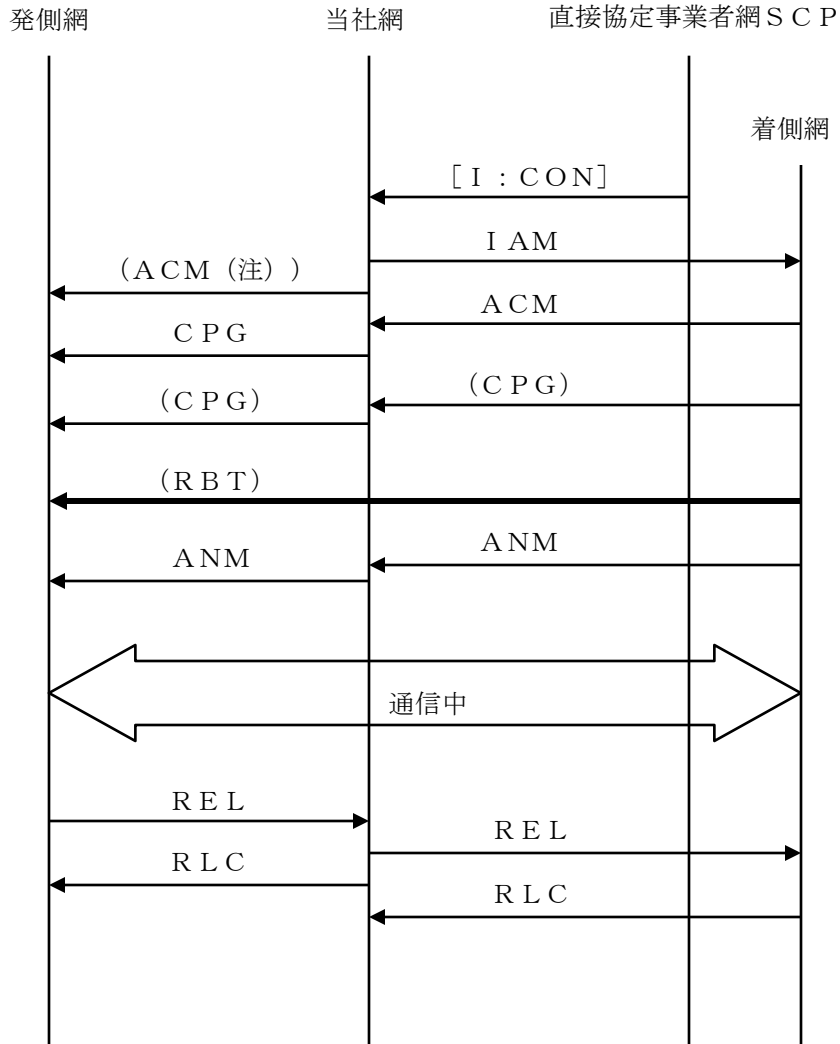 発側網
当社網
直接協定事業者網ＳＣＰ
着側網
［Ｉ：ＣＯＮ］
ＩＡＭ
（ＡＣＭ（注））
ＡＣＭ
ＣＰＧ
（ＣＰＧ）
（ＣＰＧ）
（ＲＢＴ）
ＡＮＭ
ＡＮＭ
通信中
ＲＥＬ
ＲＥＬ
ＲＬＣ
ＲＬＣ